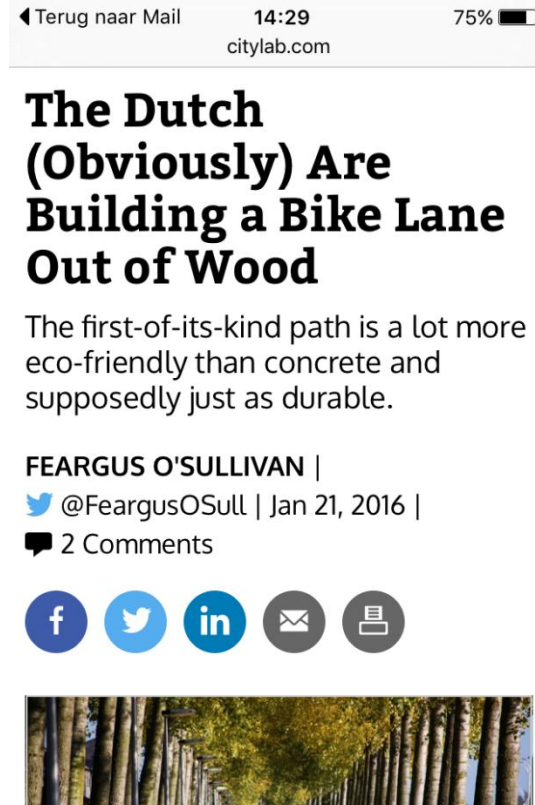 Terug naar Mail 14:29 75%
citylab.com
The Dutch
(Obviously) Are
Building a Bike Lane
Out of Wood
The first-of-its-kind path is a lot more
eco-friendly than concrete and
supposedly just as durable.
FEARGUS O'SULLIVAN |
@FeargusOSull | Jan 21, 2016 |
2 Comments
f in